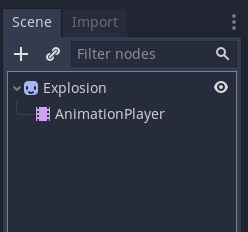 Scene Import
Filter nodes
Explosion
AnimationPlayer